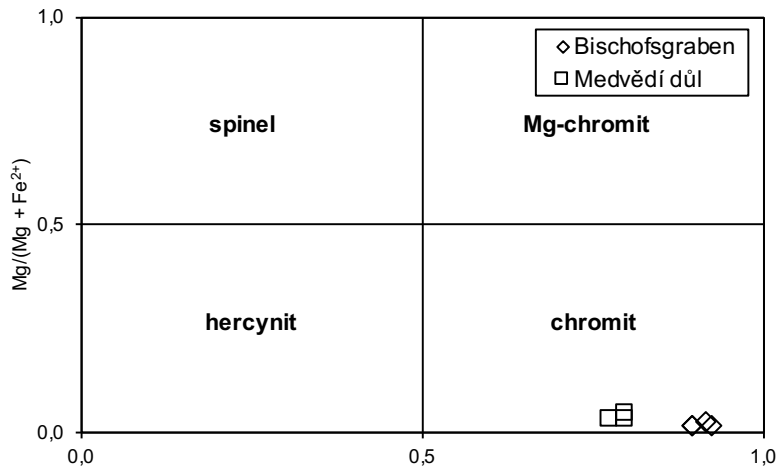 1,0
Bischofsgraben
Medvědí důl
spinel
Mg-chromit
Mg/(Mg + Fe²⁺)
0,5
hercynit
chromit
0,0
0,0
0,5
1,0